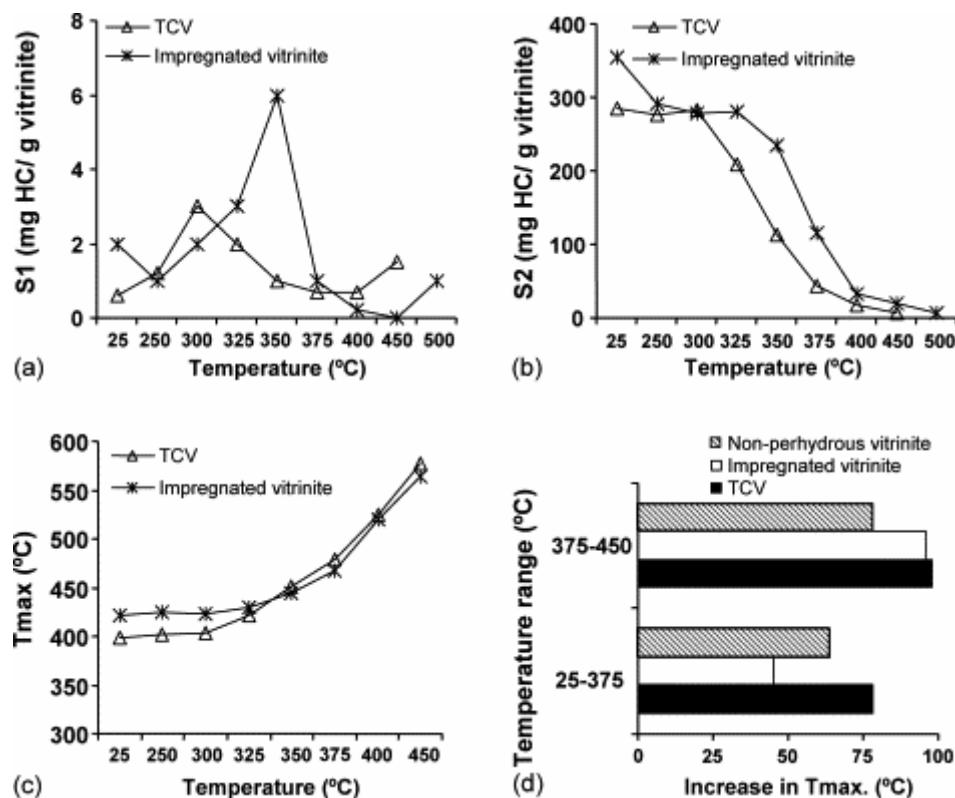 TCV
Impregnated vitrinite
S1 (mg HC/ g vitrinite)
8
6
4
2
0
25 250 300 325 350 375 400 450 500
Temperature (ºC)
(a)
TCV
Impregnated vitrinite
S2 (mg HC/ g vitrinite)
400
300
200
100
0
25 250 300 325 350 375 400 450 500
Temperature (ºC)
(b)
TCV
Impregnated vitrinite
Tmax (ºC)
600
550
500
450
400
350
300
25 250 300 325 350 375 400 450
Temperature (ºC)
(c)
Non-perhydrous vitrinite
Impregnated vitrinite
TCV
Temperature range (ºC)
375-450
25-375
0 25 50 75 100
Increase in Tmax. (ºC)
(d)